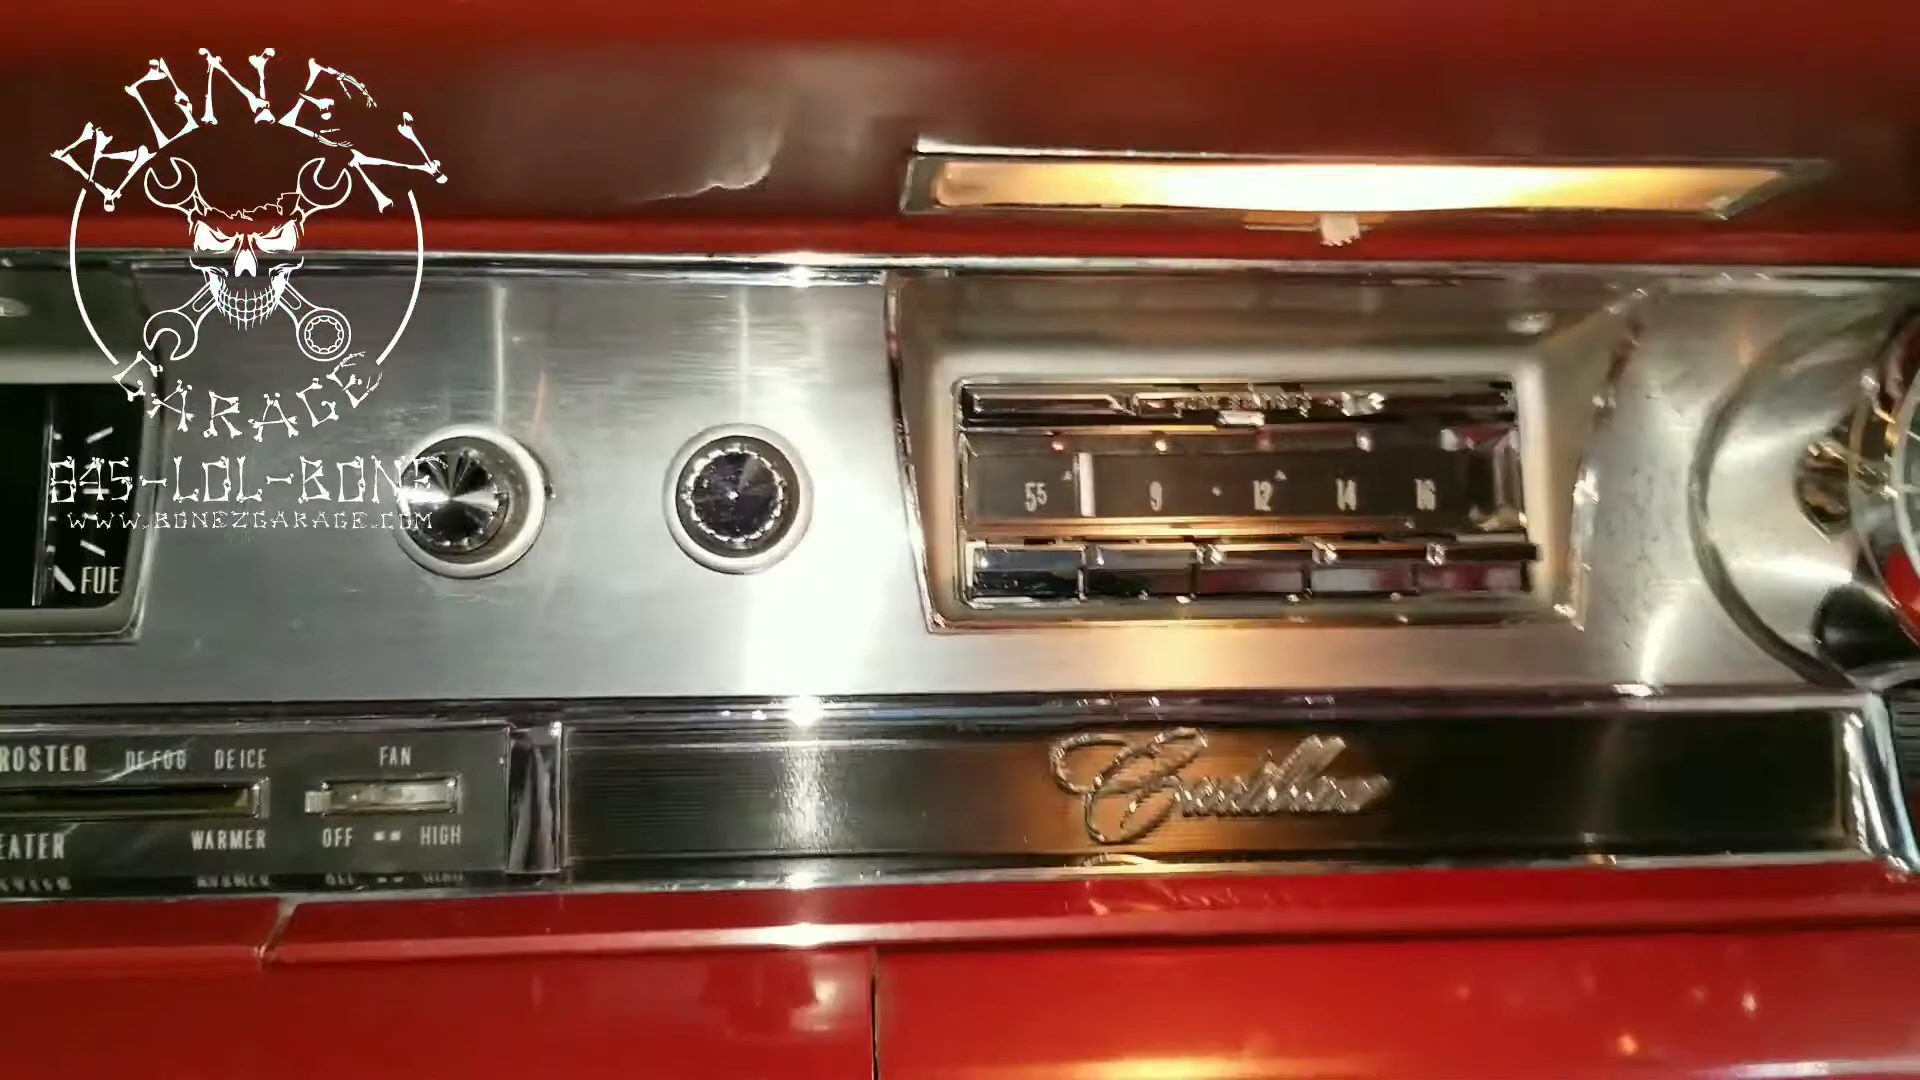 BONEZ
GARAGE
845-LOL-BONE
WWW.BONEZGARAGE.COM
55 9 12 14 16
FUE
ROSTER DEFOG DEICE FAN
EATER WARMER OFF HIGH
Cadillac